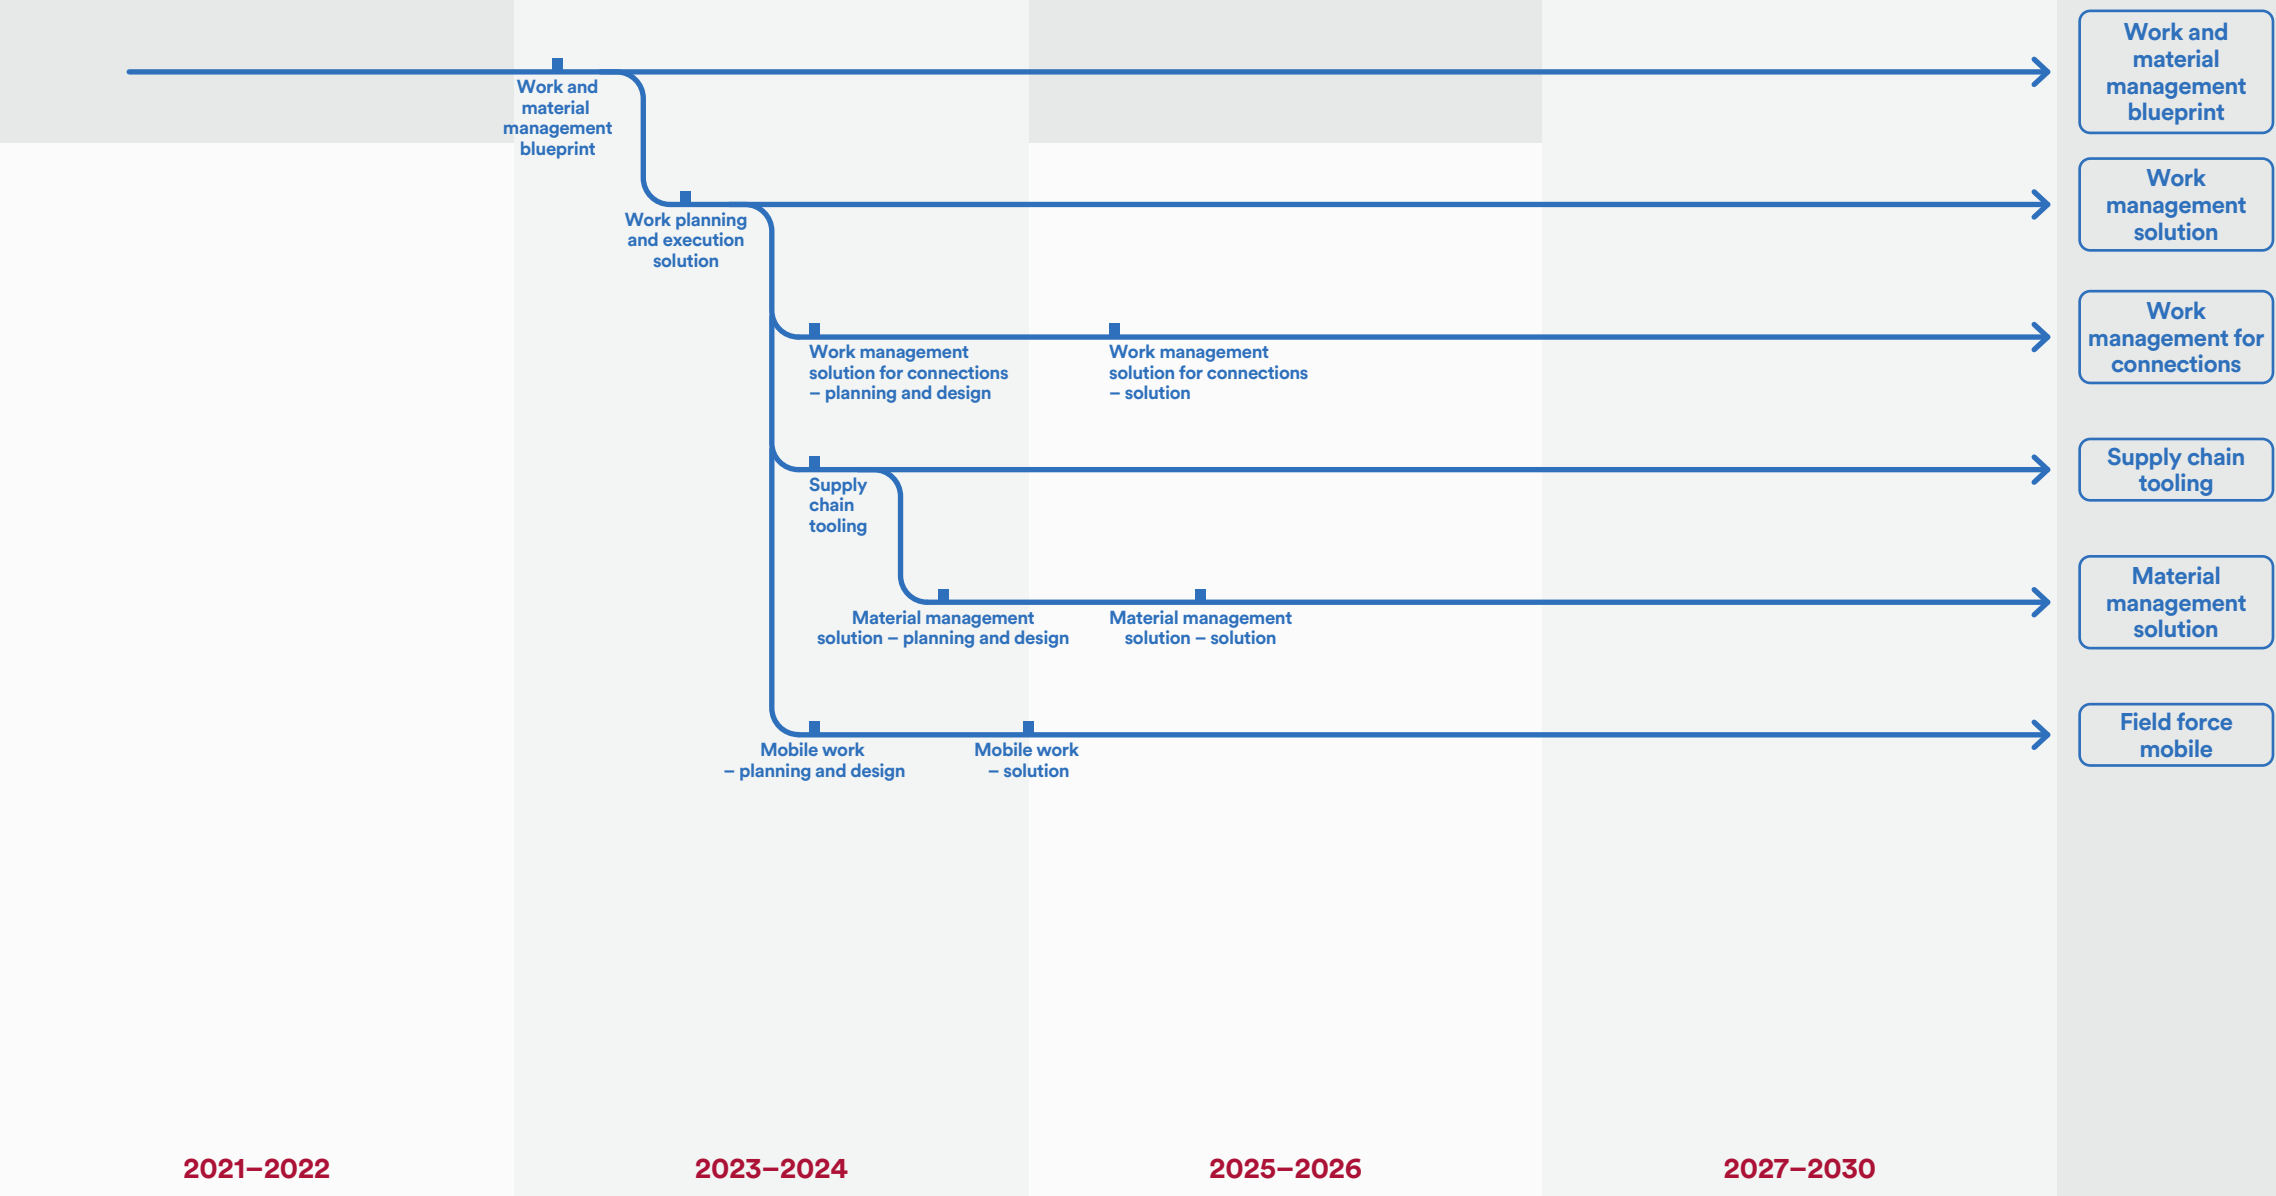 Work and
material
management
blueprint
Work and
material
management
blueprint
Work planning
and execution
solution
Work
management
solution
Work management
solution for connections
– planning and design
Work management
solution for connections
– solution
Work
management for
connections
Supply
chain
tooling
Supply chain
tooling
Material management
solution – planning and design
Material management
solution – solution
Material
management
solution
Mobile work
– planning and design
Mobile work
– solution
Field force
mobile
2021–2022
2023–2024
2025–2026
2027–2030